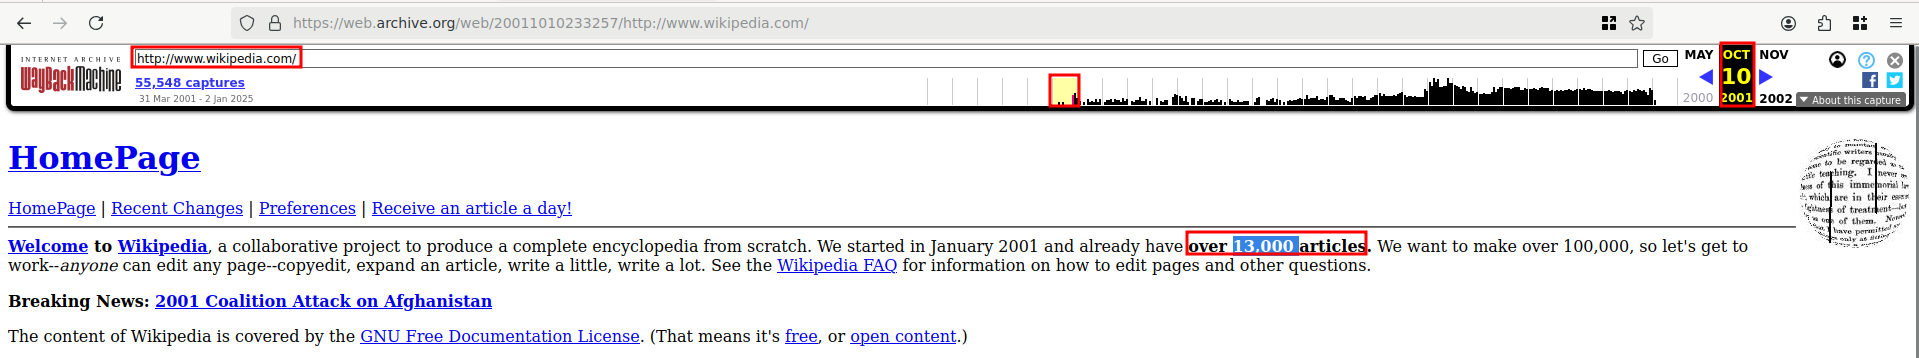 https://web.archive.org/web/20011010233257/http://www.wikipedia.com/
INTERNET ARCHIVE
WayBackMachine
http://www.wikipedia.com/
Go
55,548 captures
31 Mar 2001 - 2 Jan 2025
MAY OCT NOV
10
2000 2001 2002
About this capture
HomePage
HomePage | Recent Changes | Preferences | Receive an article a day!
Welcome to Wikipedia, a collaborative project to produce a complete encyclopedia from scratch. We started in January 2001 and already have over 13,000 articles. We want to make over 100,000, so let's get to
work--anyone can edit any page--copyedit, expand an article, write a little, write a lot. See the Wikipedia FAQ for information on how to edit pages and other questions.
Breaking News: 2001 Coalition Attack on Afghanistan
The content of Wikipedia is covered by the GNU Free Documentation License. (That means it's free, or open content.)